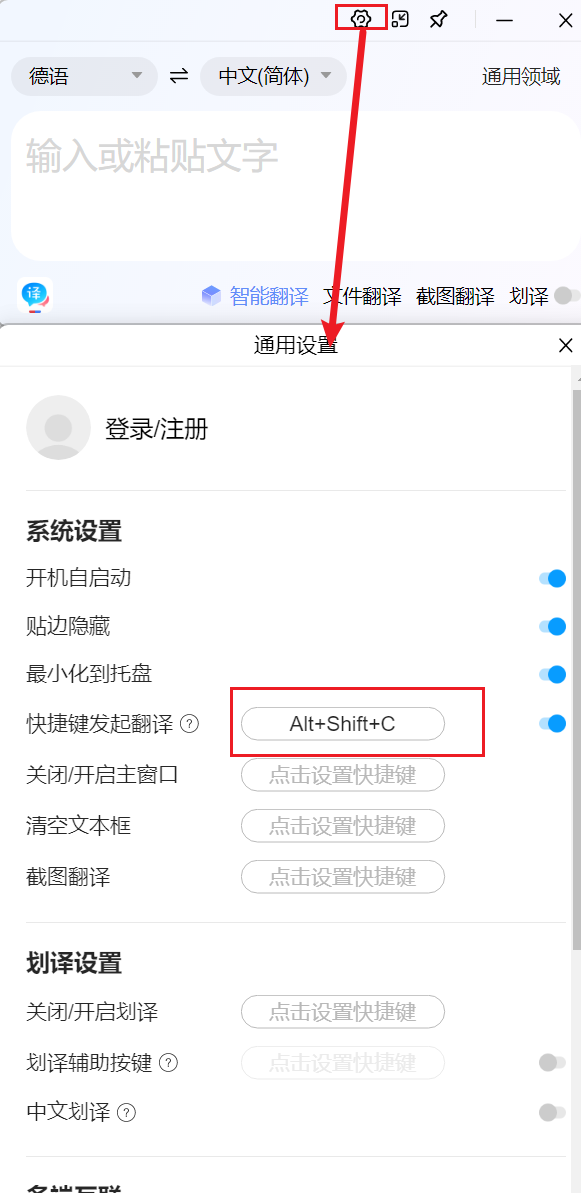 德语 中文(简体) 通用领域
输入或粘贴文字
译 智能翻译 文件翻译 截图翻译 划译
通用设置
登录/注册
系统设置
开机自启动
贴边隐藏
最小化到托盘
快捷键发起翻译 ? Alt+Shift+C
关闭/开启主窗口 点击设置快捷键
清空文本框 点击设置快捷键
截图翻译 点击设置快捷键
划译设置
关闭/开启划译 点击设置快捷键
划译辅助按键 ? 点击设置快捷键
中文划译 ?
多端互联